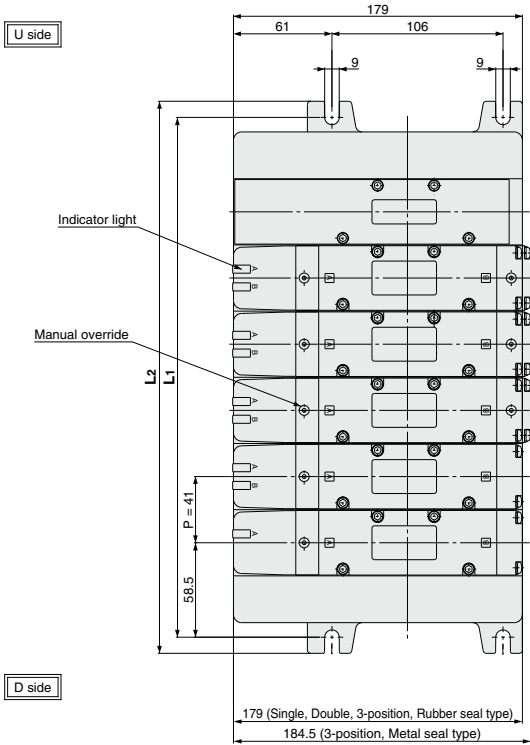 179
U side
61
106
9
9
Indicator light
A
B
A
B
Manual override
A
B
A
B
L2
L1
A
B
A
B
P = 41
A
B
A
B
58.5
A
A
B
D side
179 (Single, Double, 3-position, Rubber seal type)
184.5 (3-position, Metal seal type)